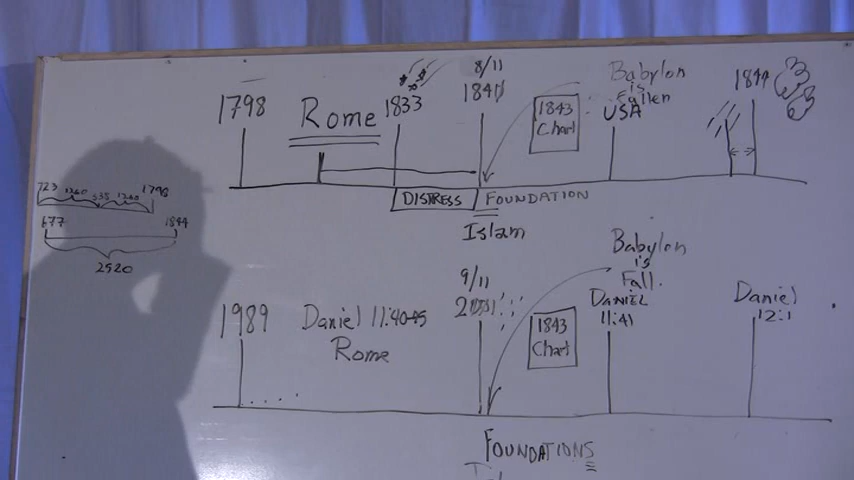 8/11
Babylon
is
Fallen
USA
1798
Rome
1833
1843
Chart
1844
DISTRESS
FOUNDATION
Islam
723
1260
538
1260
1798
677
1844
2520
Babylon
is
Fall.
9/11
1989
Daniel 11:40-45
Rome
1843
Chart
DANIEL
11:41
Daniel
12:1
FOUNDATIONS